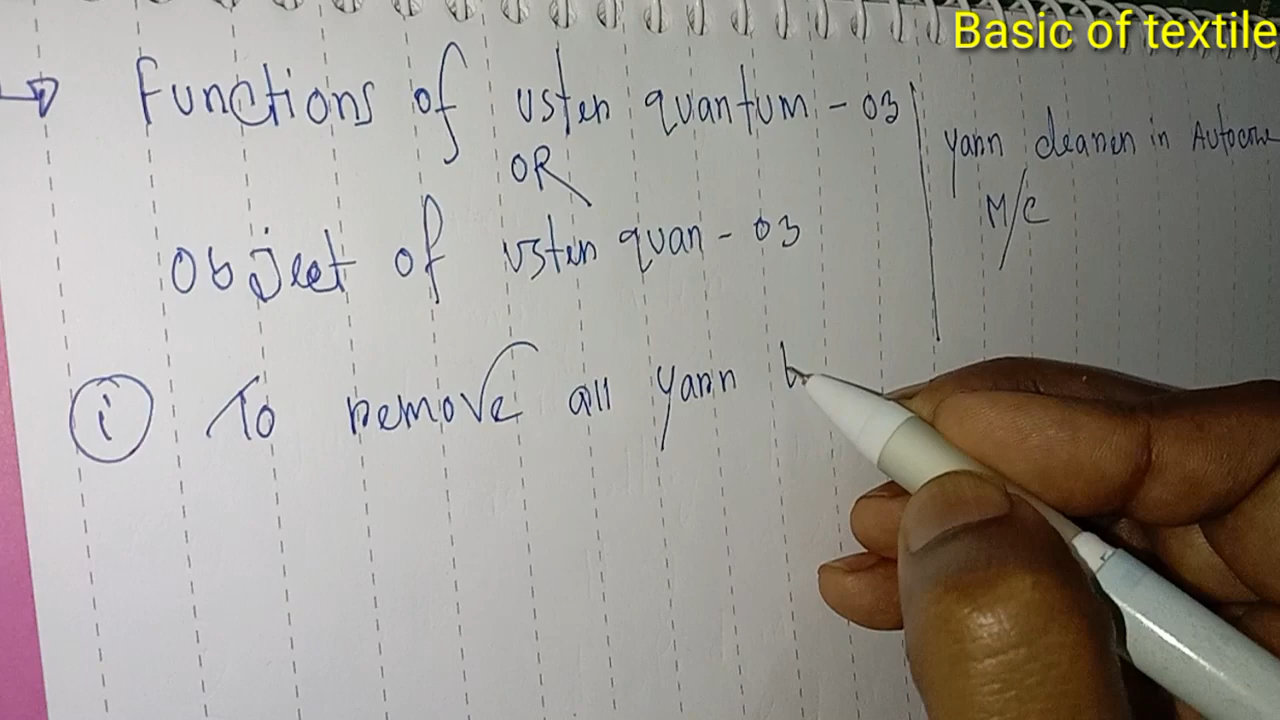 Basic of textile
Functions of uster quantum - 03
OR
Object of uster quan - 03
yarn cleaner in Autocone
M/C
i To remove all yarn